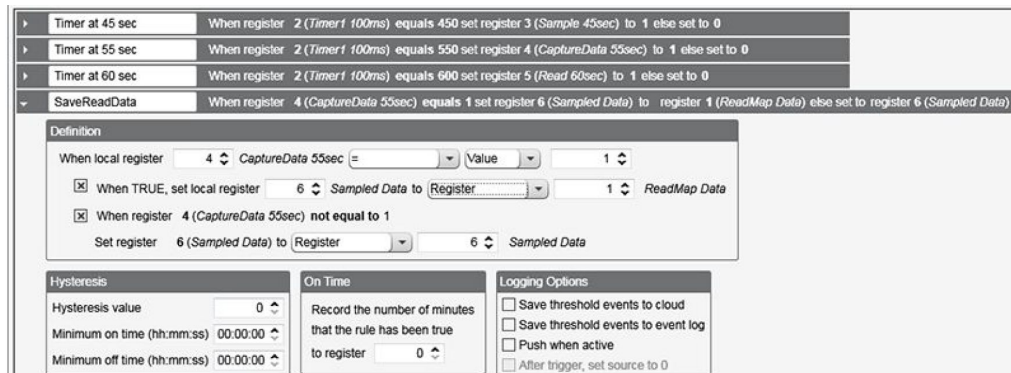 Timer at 45 sec When register 2 (Timer1 100ms) equals 450 set register 3 (Sample 45sec) to 1 else set to 0
Timer at 55 sec When register 2 (Timer1 100ms) equals 550 set register 4 (CaptureData 55sec) to 1 else set to 0
Timer at 60 sec When register 2 (Timer1 100ms) equals 600 set register 5 (Read 60sec) to 1 else set to 0
SaveReadData When register 4 (CaptureData 55sec) equals 1 set register 6 (Sampled Data) to register 1 (ReadMap Data) else set to register 6 (Sampled Data)
Definition
When local register 4 CaptureData 55sec = Value 1
When TRUE, set local register 6 Sampled Data to Register 1 ReadMap Data
When register 4 (CaptureData 55sec) not equal to 1
Set register 6 (Sampled Data) to Register 6 Sampled Data
Hysteresis
Hysteresis value 0
Minimum on time (hh:mm:ss) 00:00:00
Minimum off time (hh:mm:ss) 00:00:00
On Time
Record the number of minutes
that the rule has been true
to register 0
Logging Options
Save threshold events to cloud
Save threshold events to event log
Push when active
After trigger, set source to 0